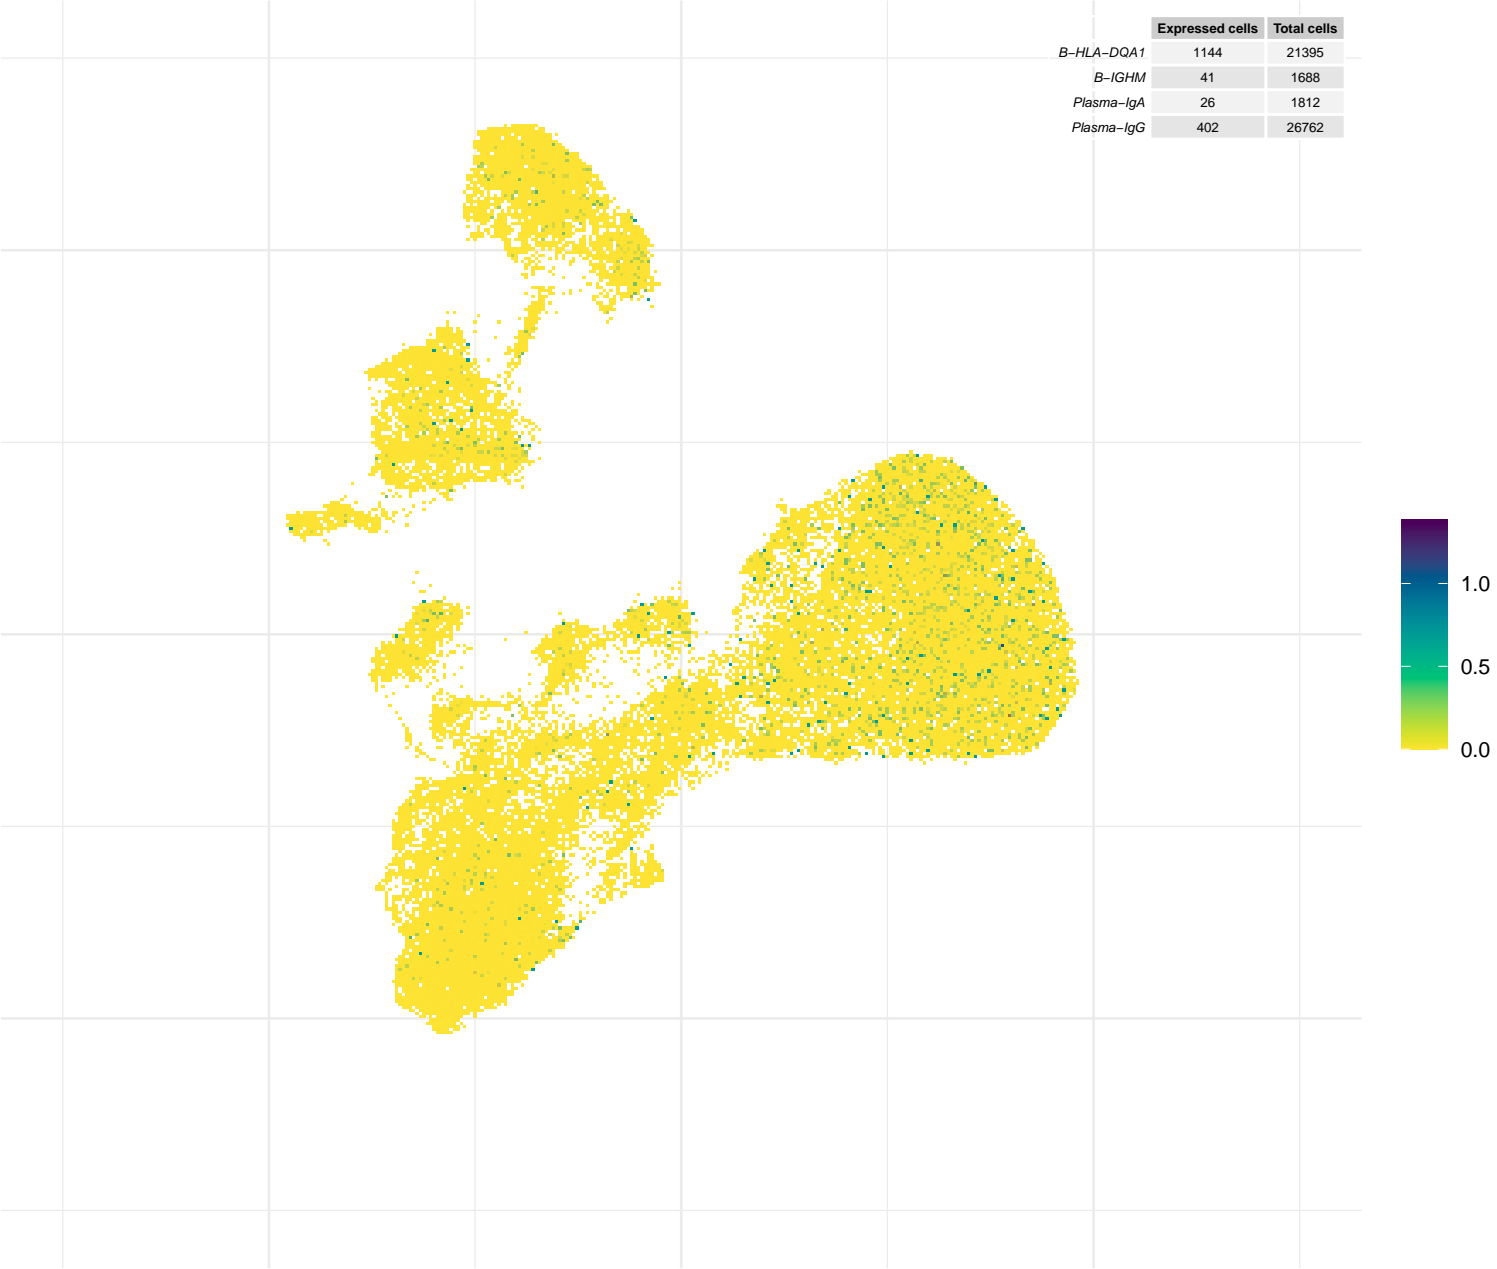 Expressed cells Total cells
B−HLA−DQA1 1144 21395
B−IGHM 41 1688
Plasma−IgA 26 1812
Plasma−IgG 402 26762
1.0
0.5
0.0